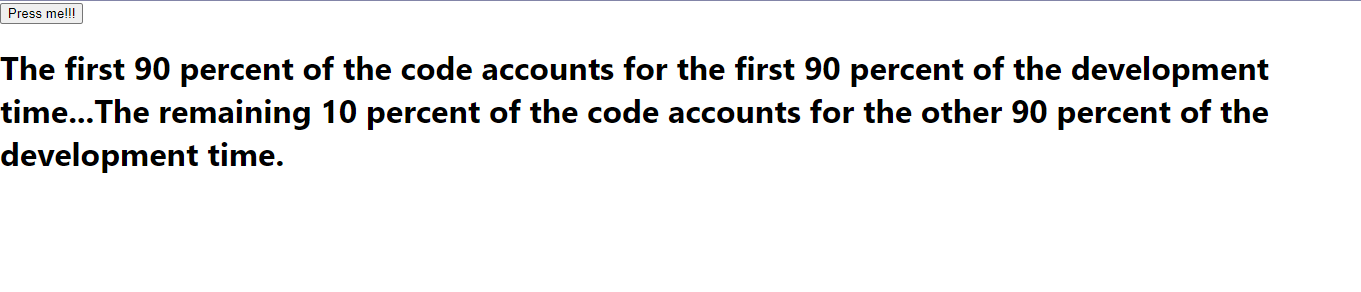 Press me!!!
The first 90 percent of the code accounts for the first 90 percent of the development
time...The remaining 10 percent of the code accounts for the other 90 percent of the
development time.